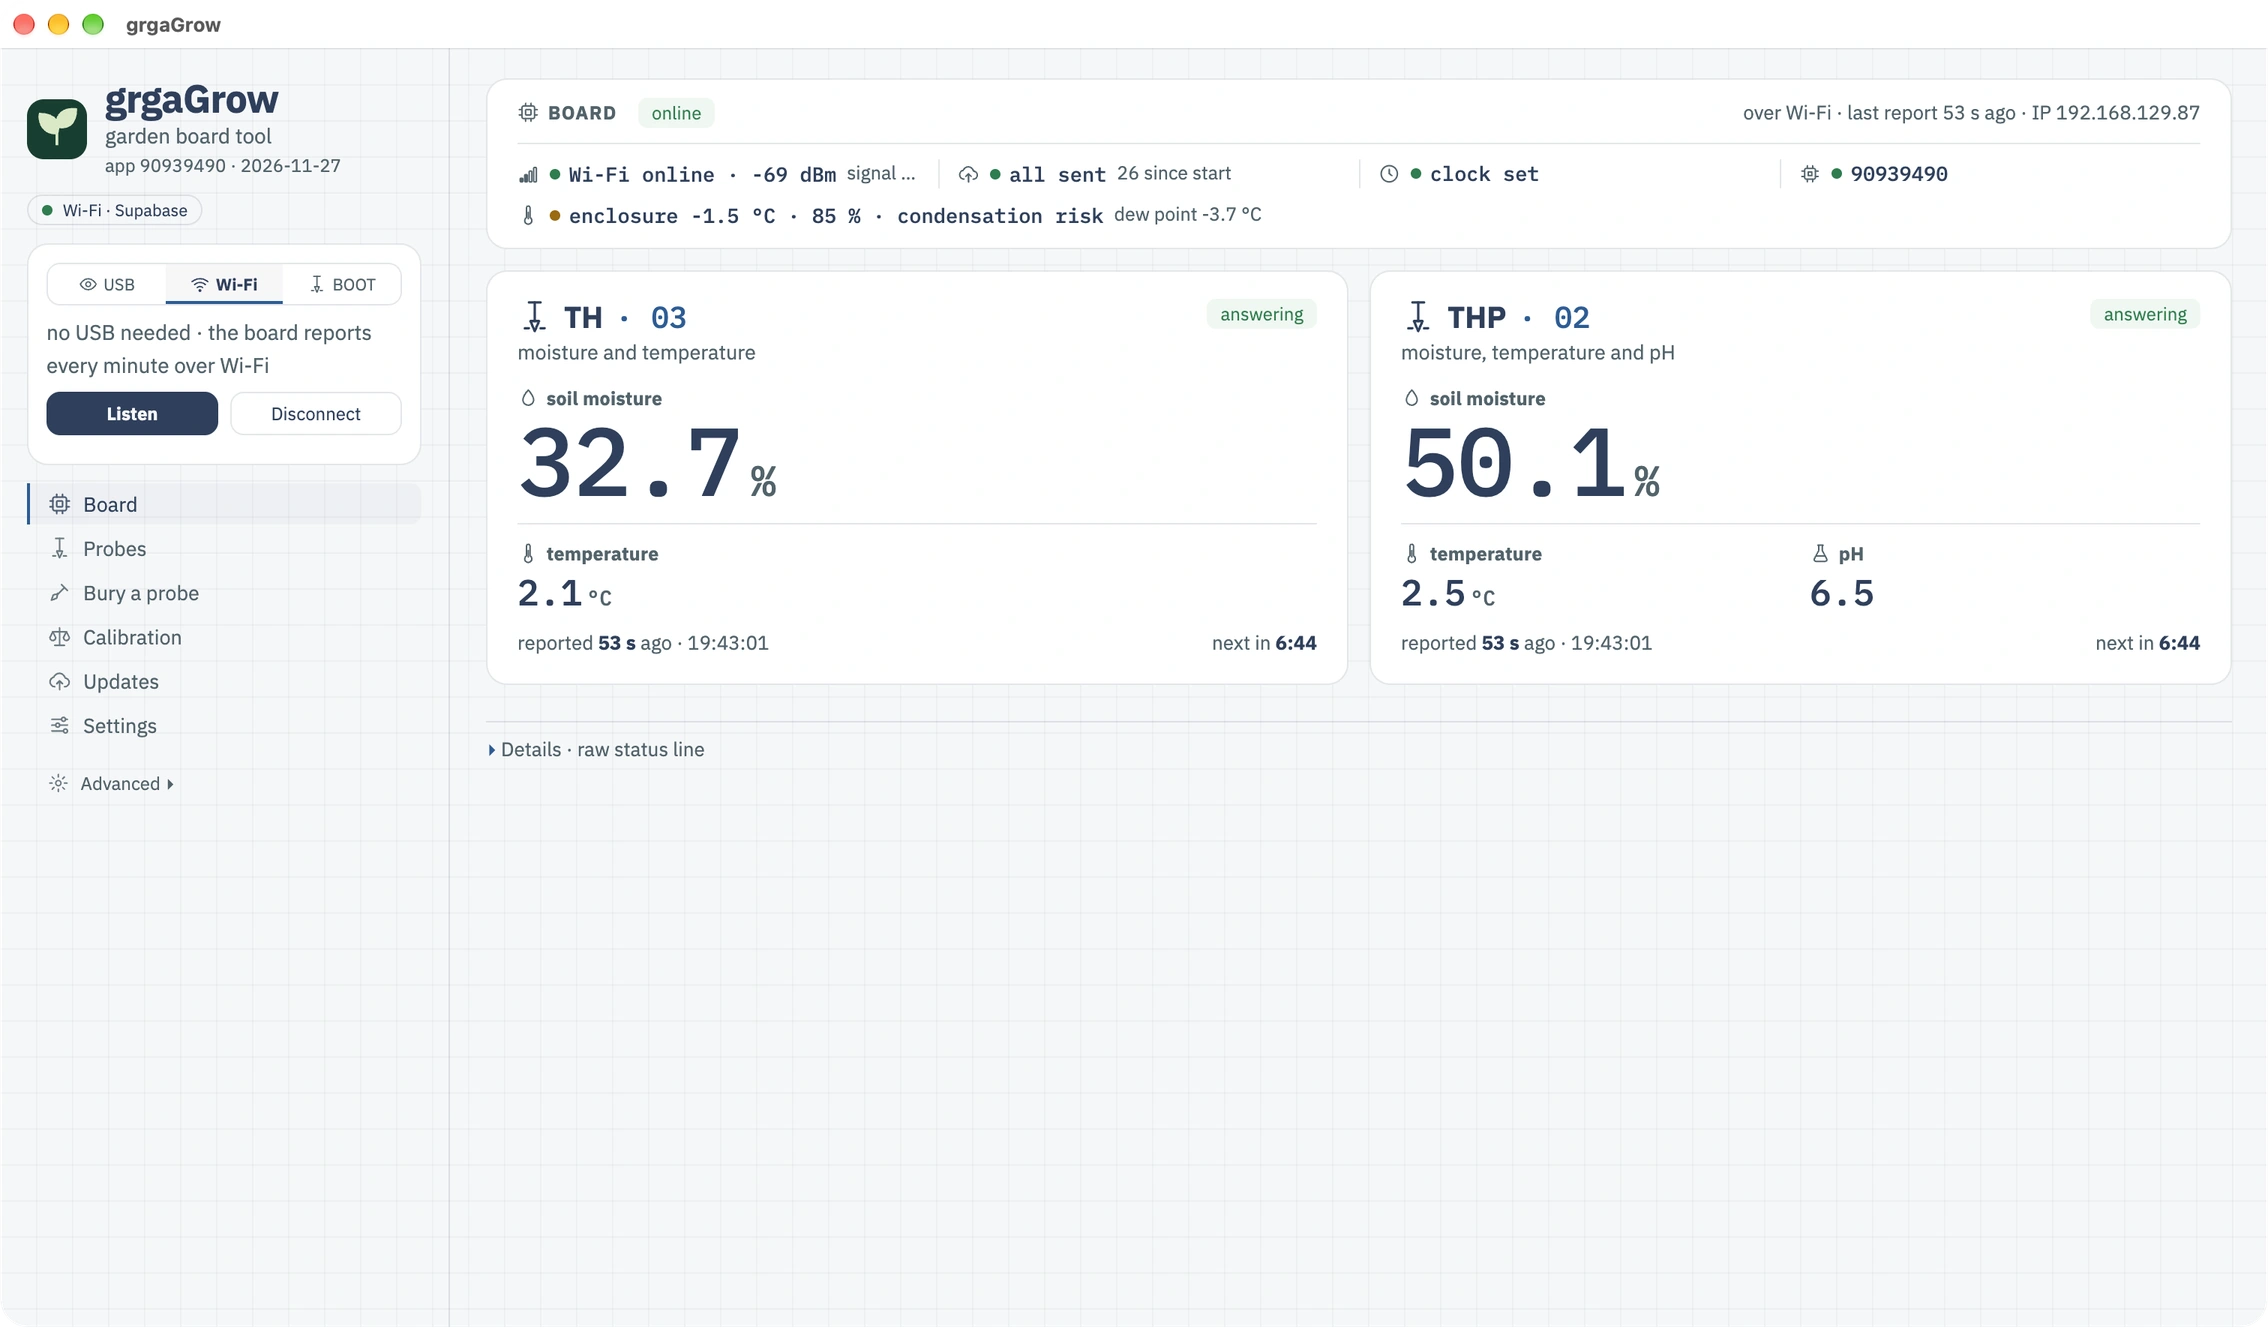 grgaGrow
grgaGrow
garden board tool
app 90939490 · 2026-11-27
Wi-Fi · Supabase
USB Wi-Fi BOOT
no USB needed · the board reports
every minute over Wi-Fi
Listen Disconnect
Board
Probes
Bury a probe
Calibration
Updates
Settings
Advanced
BOARD online over Wi-Fi · last report 53 s ago · IP 192.168.129.87
Wi-Fi online · -69 dBm signal ... all sent 26 since start clock set 90939490
enclosure -1.5 °C · 85 % · condensation risk dew point -3.7 °C
TH · 03 answering
moisture and temperature
soil moisture
32.7 %
temperature
2.1 °C
reported 53 s ago · 19:43:01 next in 6:44
THP · 02 answering
moisture, temperature and pH
soil moisture
50.1 %
temperature pH
2.5 °C 6.5
reported 53 s ago · 19:43:01 next in 6:44
Details · raw status line